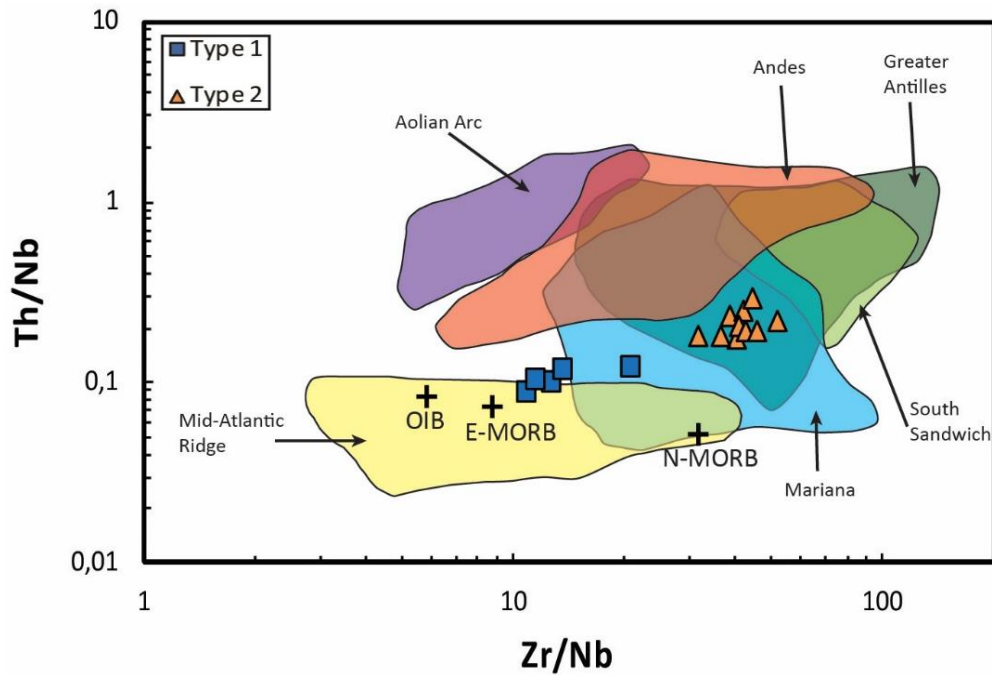 10
1
0,1
0,01
1
10
100
Th/Nb
Zr/Nb
Type 1
Type 2
Aolian Arc
Andes
Greater
Antilles
Mid-Atlantic
Ridge
OIB
E-MORB
N-MORB
Mariana
South
Sandwich